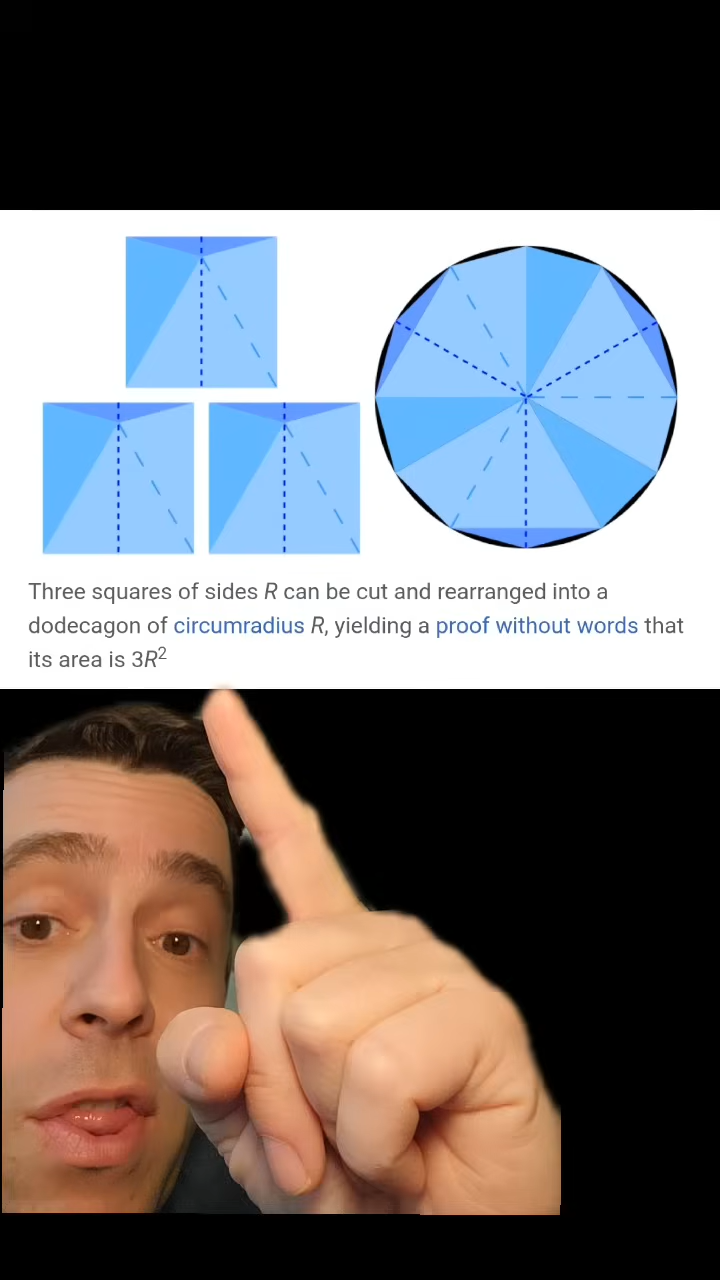 Three squares of sides R can be cut and rearranged into a
dodecagon of circumradius R, yielding a proof without words that
its area is 3R²